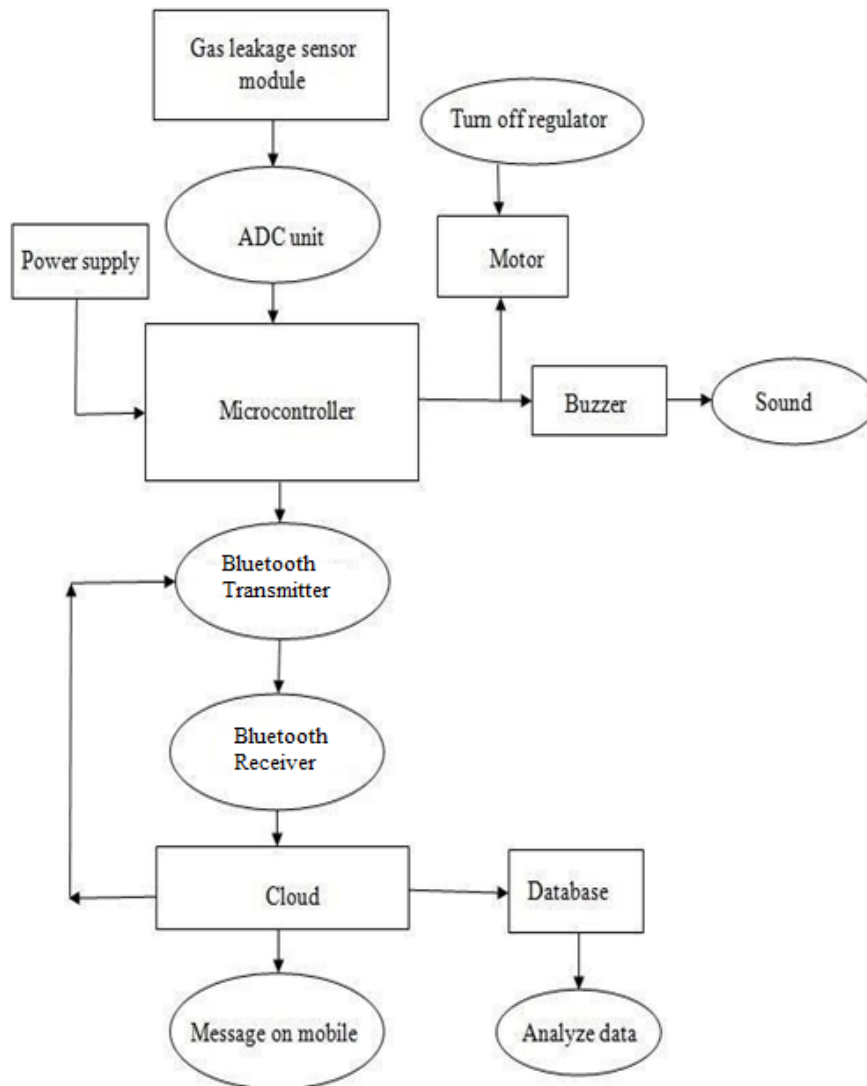 Gas leakage sensor
module
Turn off regulator
ADC unit
Power supply
Motor
Microcontroller
Buzzer
Sound
Bluetooth
Transmitter
Bluetooth
Receiver
Cloud
Database
Message on mobile
Analyze data